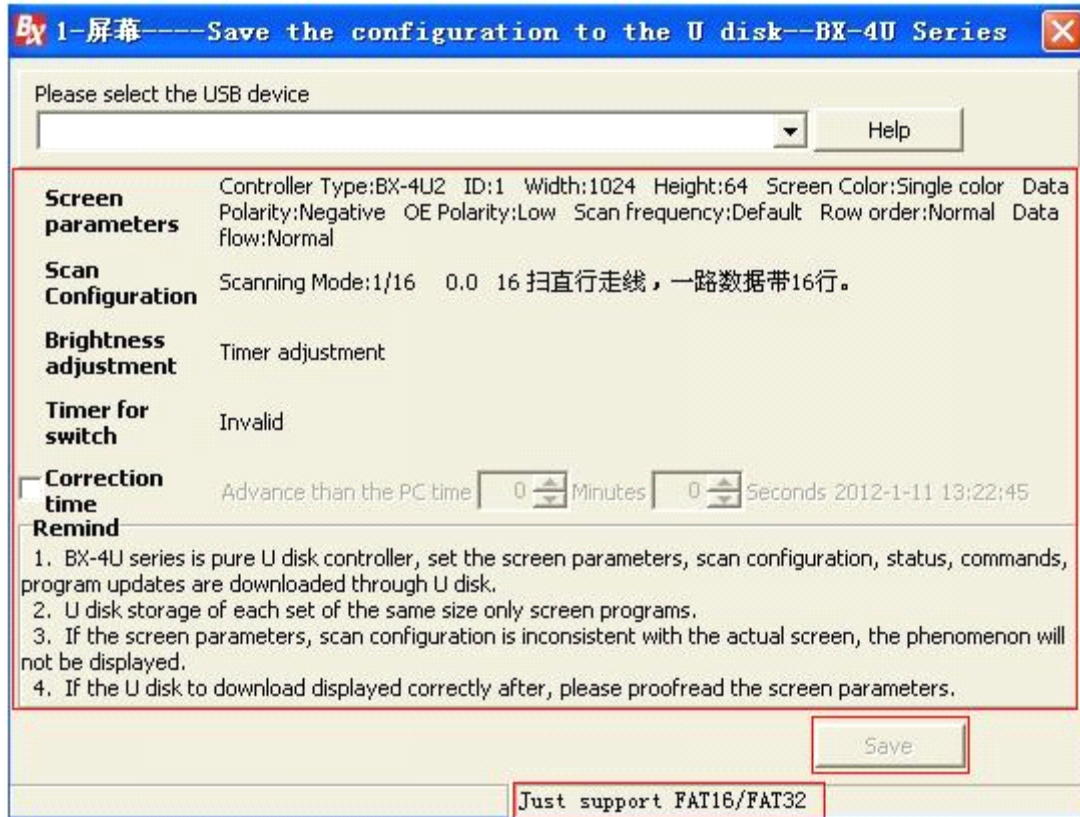 BX 1-屏幕----Save the configuration to the U disk--BX-4U Series
Please select the USB device
Help
Screen parameters
Controller Type:BX-4U2 ID:1 Width:1024 Height:64 Screen Color:Single color Data
Polarity:Negative OE Polarity:Low Scan frequency:Default Row order:Normal Data
flow:Normal
Scan Configuration
Scanning Mode:1/16 0.0 16 扫直行走线，一路数据带16行。
Brightness adjustment
Timer adjustment
Timer for switch
Invalid
Correction time
Advance than the PC time 0 Minutes 0 Seconds 2012-1-11 13:22:45
Remind
1. BX-4U series is pure U disk controller, set the screen parameters, scan configuration, status, commands,
program updates are downloaded through U disk.
2. U disk storage of each set of the same size only screen programs.
3. If the screen parameters, scan configuration is inconsistent with the actual screen, the phenomenon will
not be displayed.
4. If the U disk to download displayed correctly after, please proofread the screen parameters.
Save
Just support FAT16/FAT32